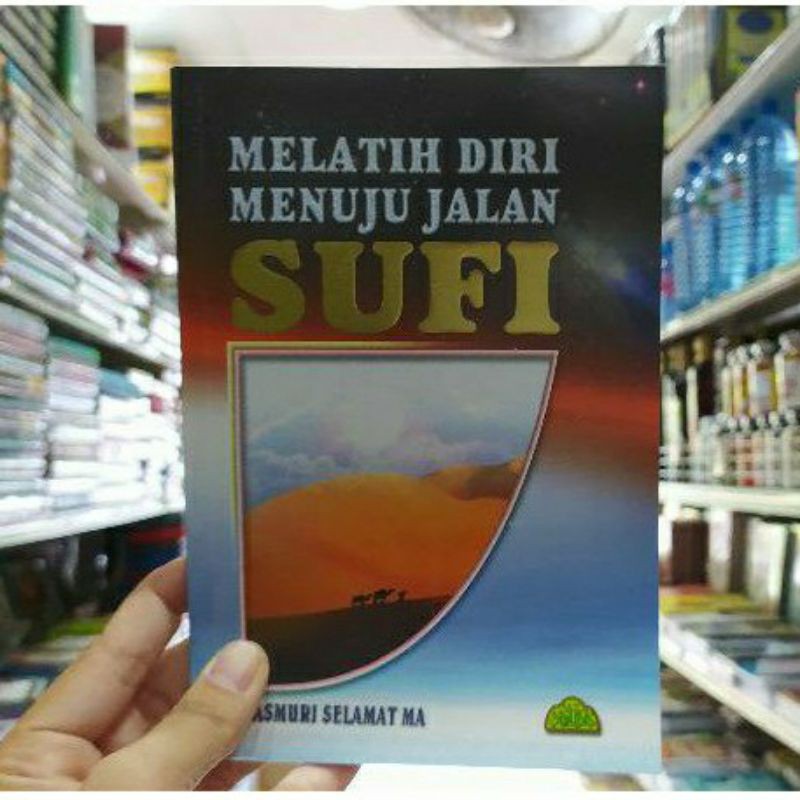 MELATIH DIRI
MENUJU JALAN
SUFI
ASMURI SELAMAT MA